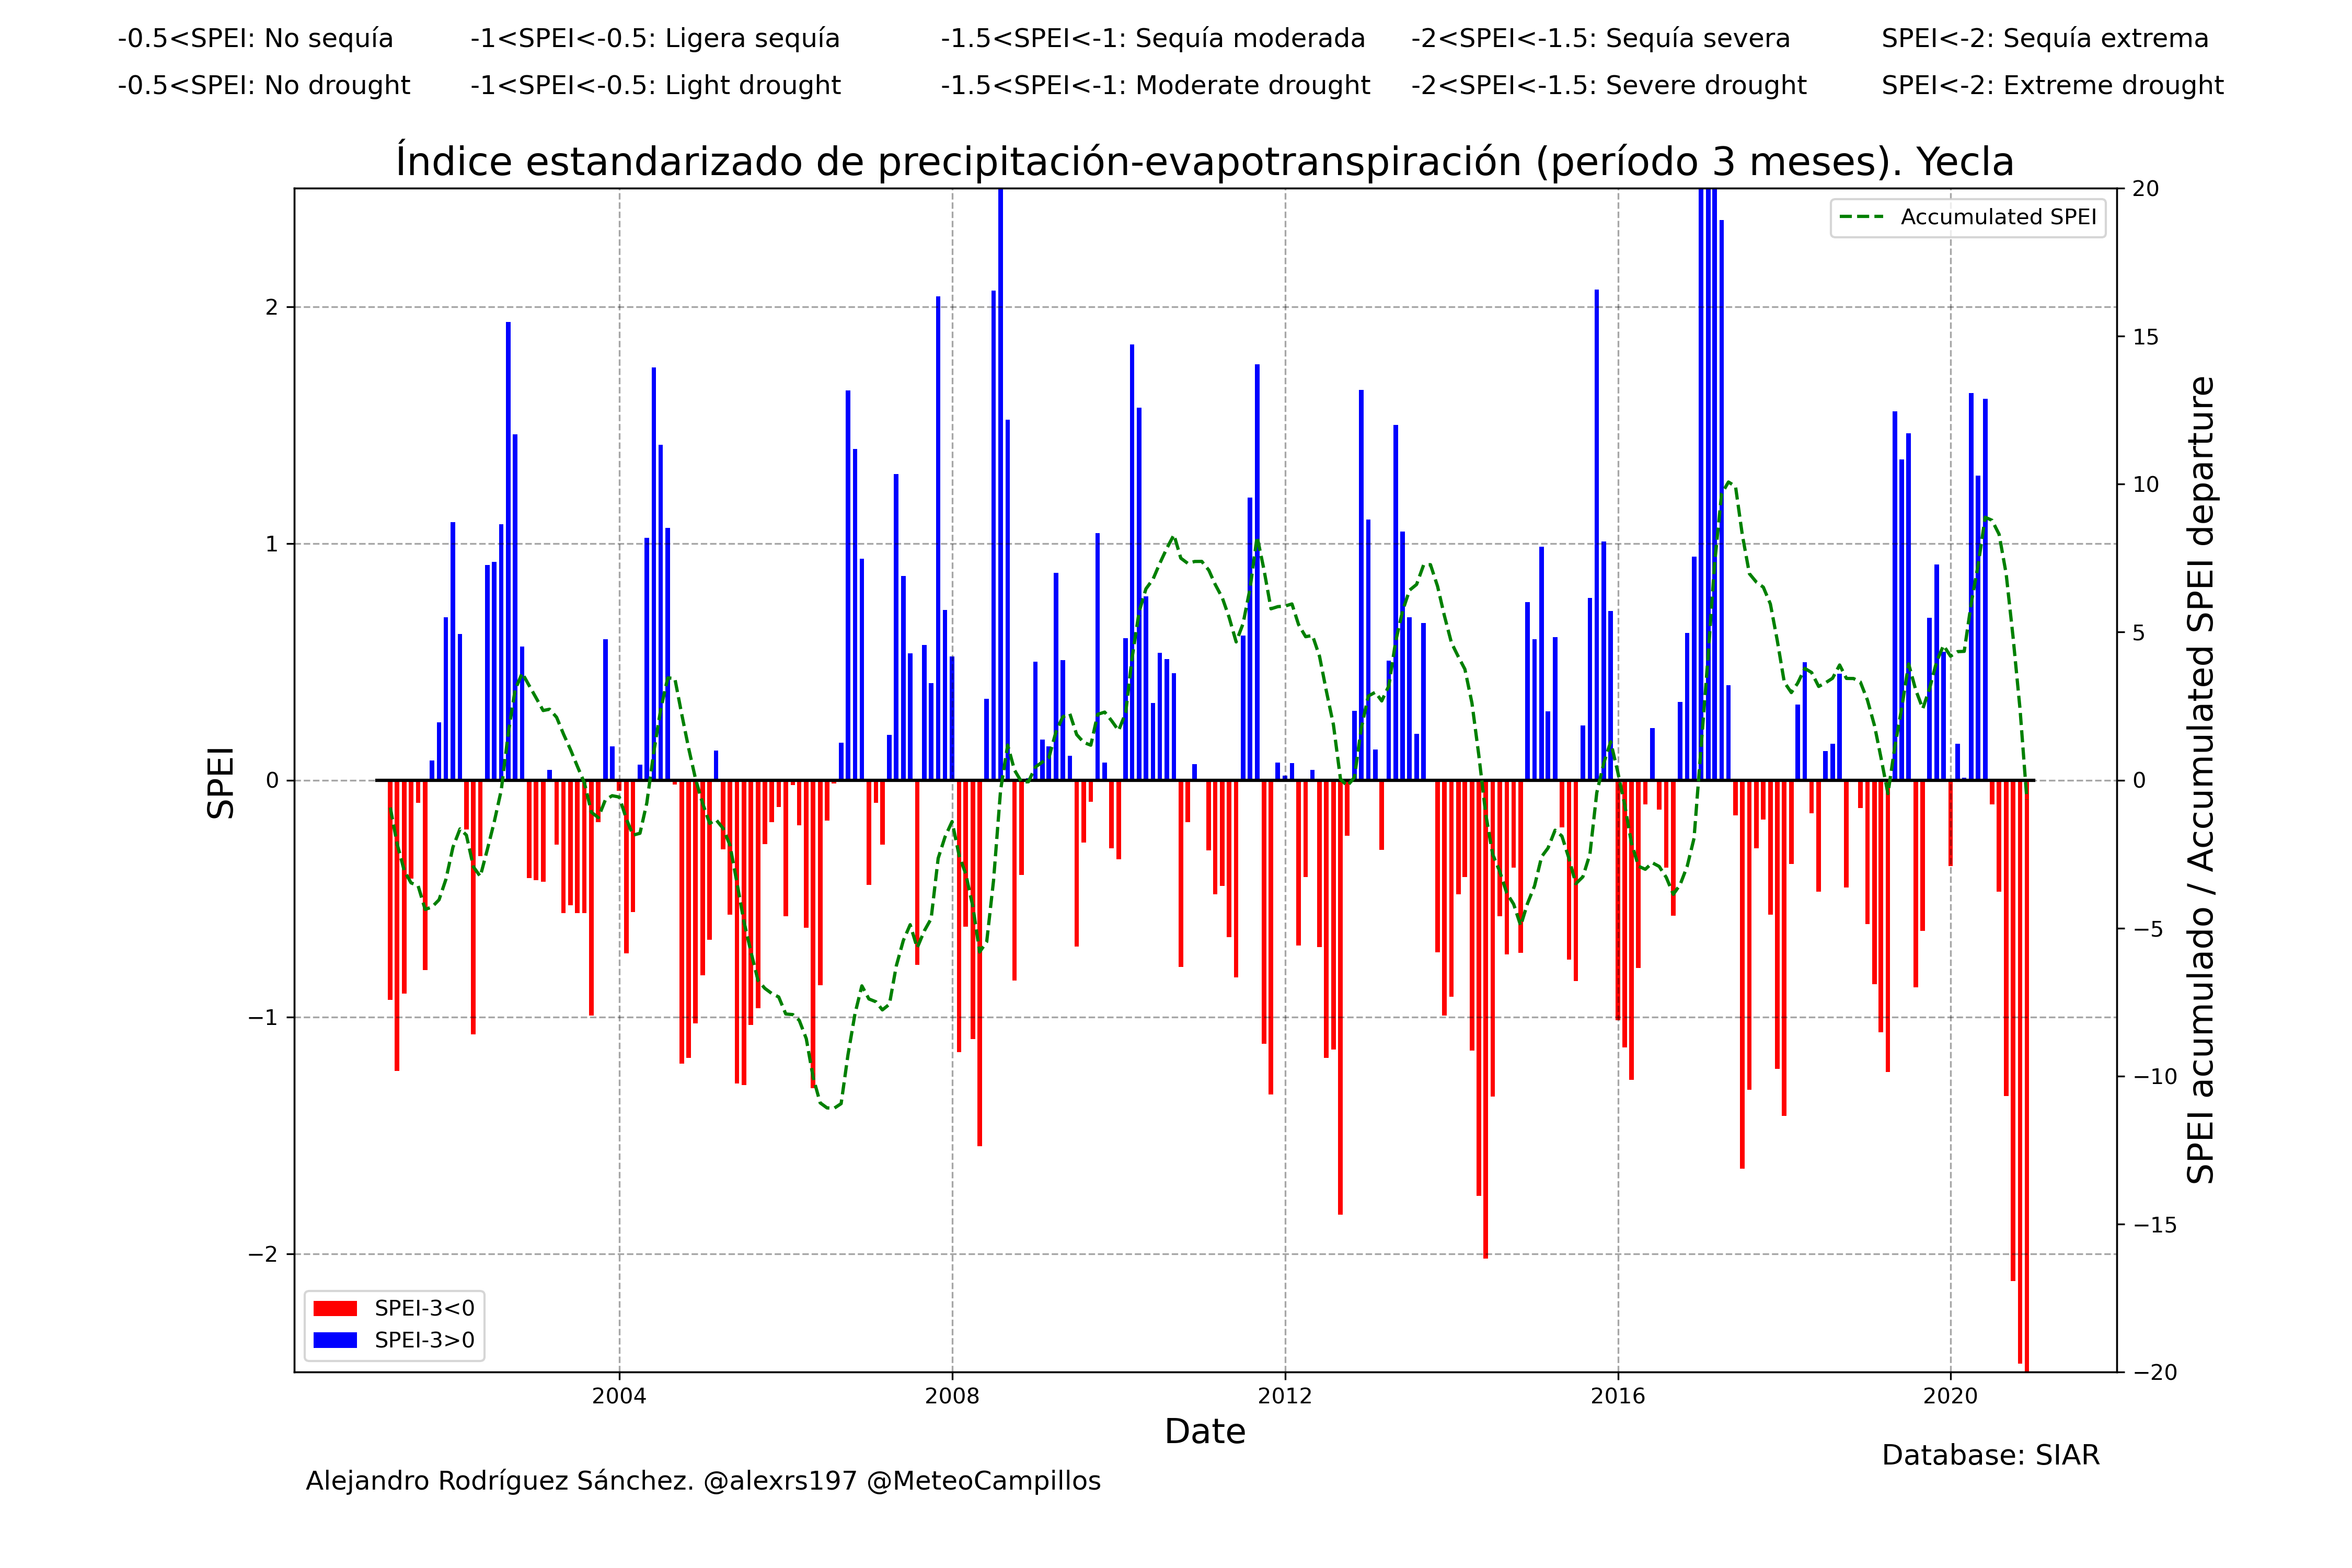 -0.5<SPEI: No sequía -1<SPEI<-0.5: Ligera sequía -1.5<SPEI<-1: Sequía moderada -2<SPEI<-1.5: Sequía severa SPEI<-2: Sequía extrema
-0.5<SPEI: No drought -1<SPEI<-0.5: Light drought -1.5<SPEI<-1: Moderate drought -2<SPEI<-1.5: Severe drought SPEI<-2: Extreme drought
Índice estandarizado de precipitación-evapotranspiración (período 3 meses). Yecla
Accumulated SPEI
SPEI
2
1
0
−1
−2
20
15
10
5
0
−5
−10
−15
−20
SPEI acumulado / Accumulated SPEI departure
SPEI-3<0
SPEI-3>0
2004 2008 2012 2016 2020
Date
Database: SIAR
Alejandro Rodríguez Sánchez. @alexrs197 @MeteoCampillos